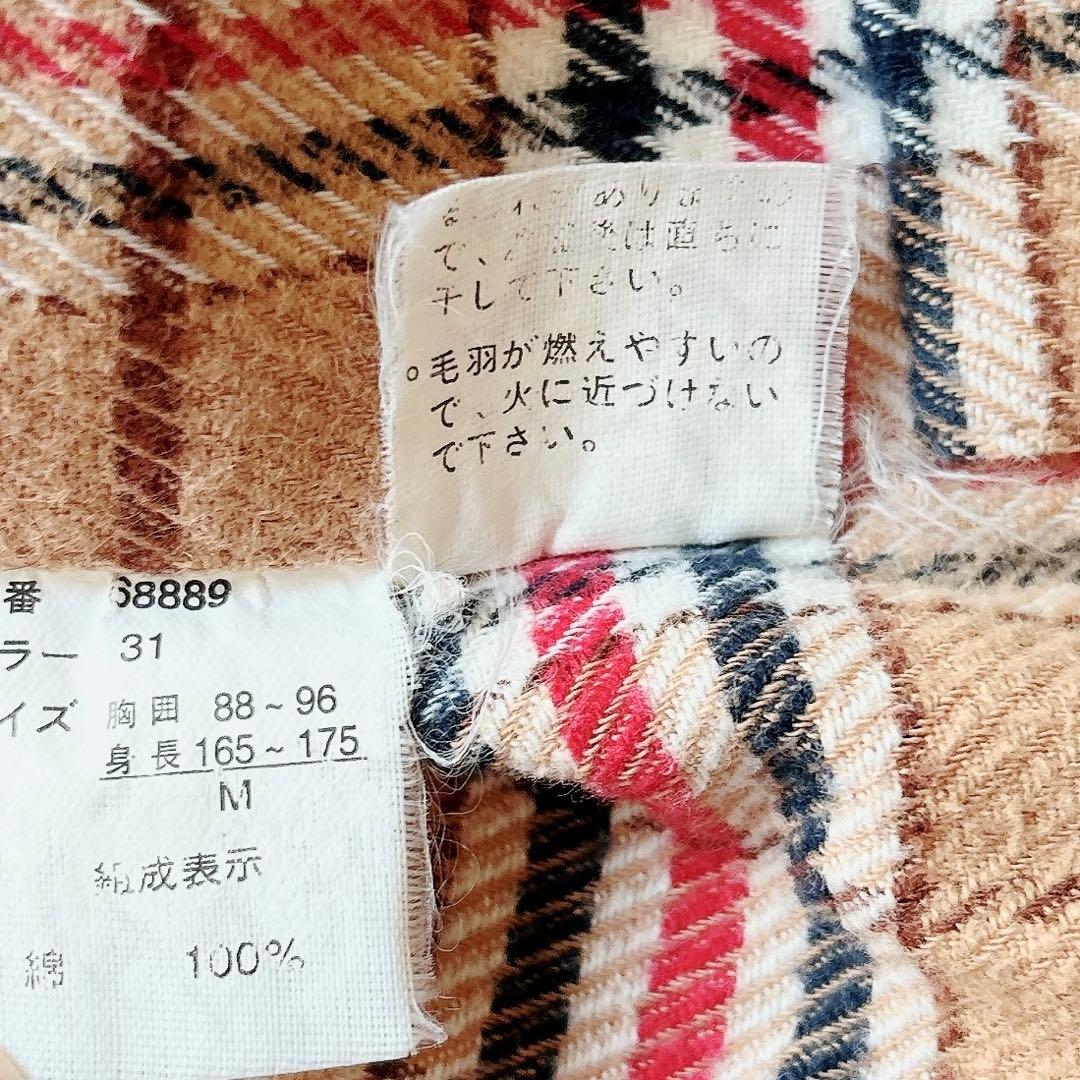 で、は直ちに
干して下さい。
。毛羽が燃えやすいの
で、火に近づけない
で下さい。
番 68889
ラー 31
イズ 胸囲 88~96
身長 165~175
M
組成表示
綿 100%